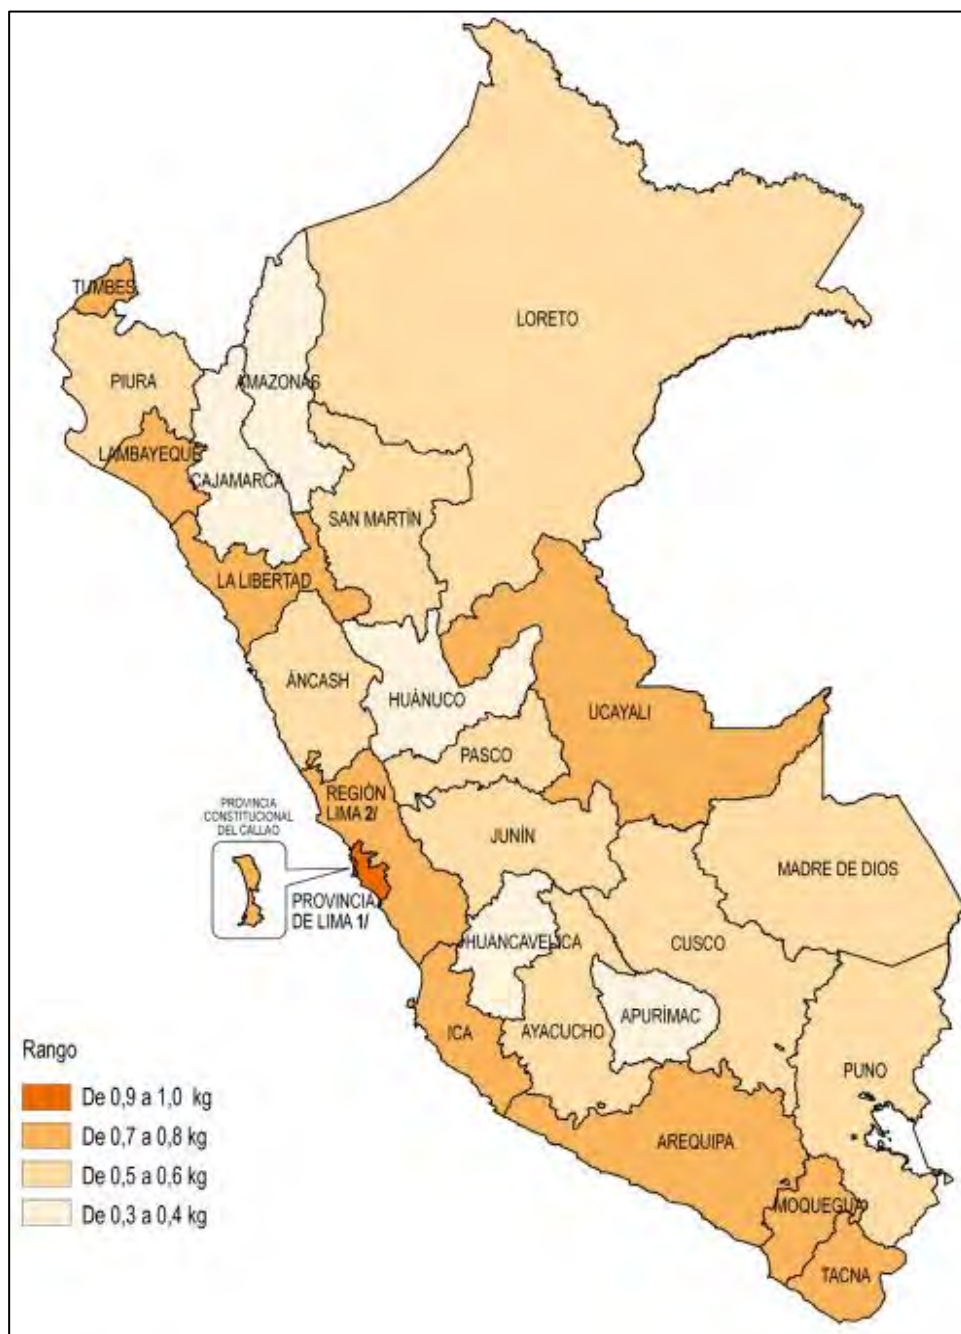 TUMBES
LORETO
PIURA
AMAZONAS
LAMBAYEQUE
CAJAMARCA
SAN MARTÍN
LA LIBERTAD
ÁNCASH
HUÁNUCO
UCAYALI
PASCO
REGIÓN
LIMA 2/
PROVINCIA
CONSTITUCIONAL
DEL CALLAO
JUNÍN
MADRE DE DIOS
PROVINCIA
DE LIMA 1/
HUANCAVELICA
CUSCO
APURÍMAC
ICA
AYACUCHO
PUNO
AREQUIPA
MOQUEGUA
TACNA
Rango
De 0,9 a 1,0 kg
De 0,7 a 0,8 kg
De 0,5 a 0,6 kg
De 0,3 a 0,4 kg